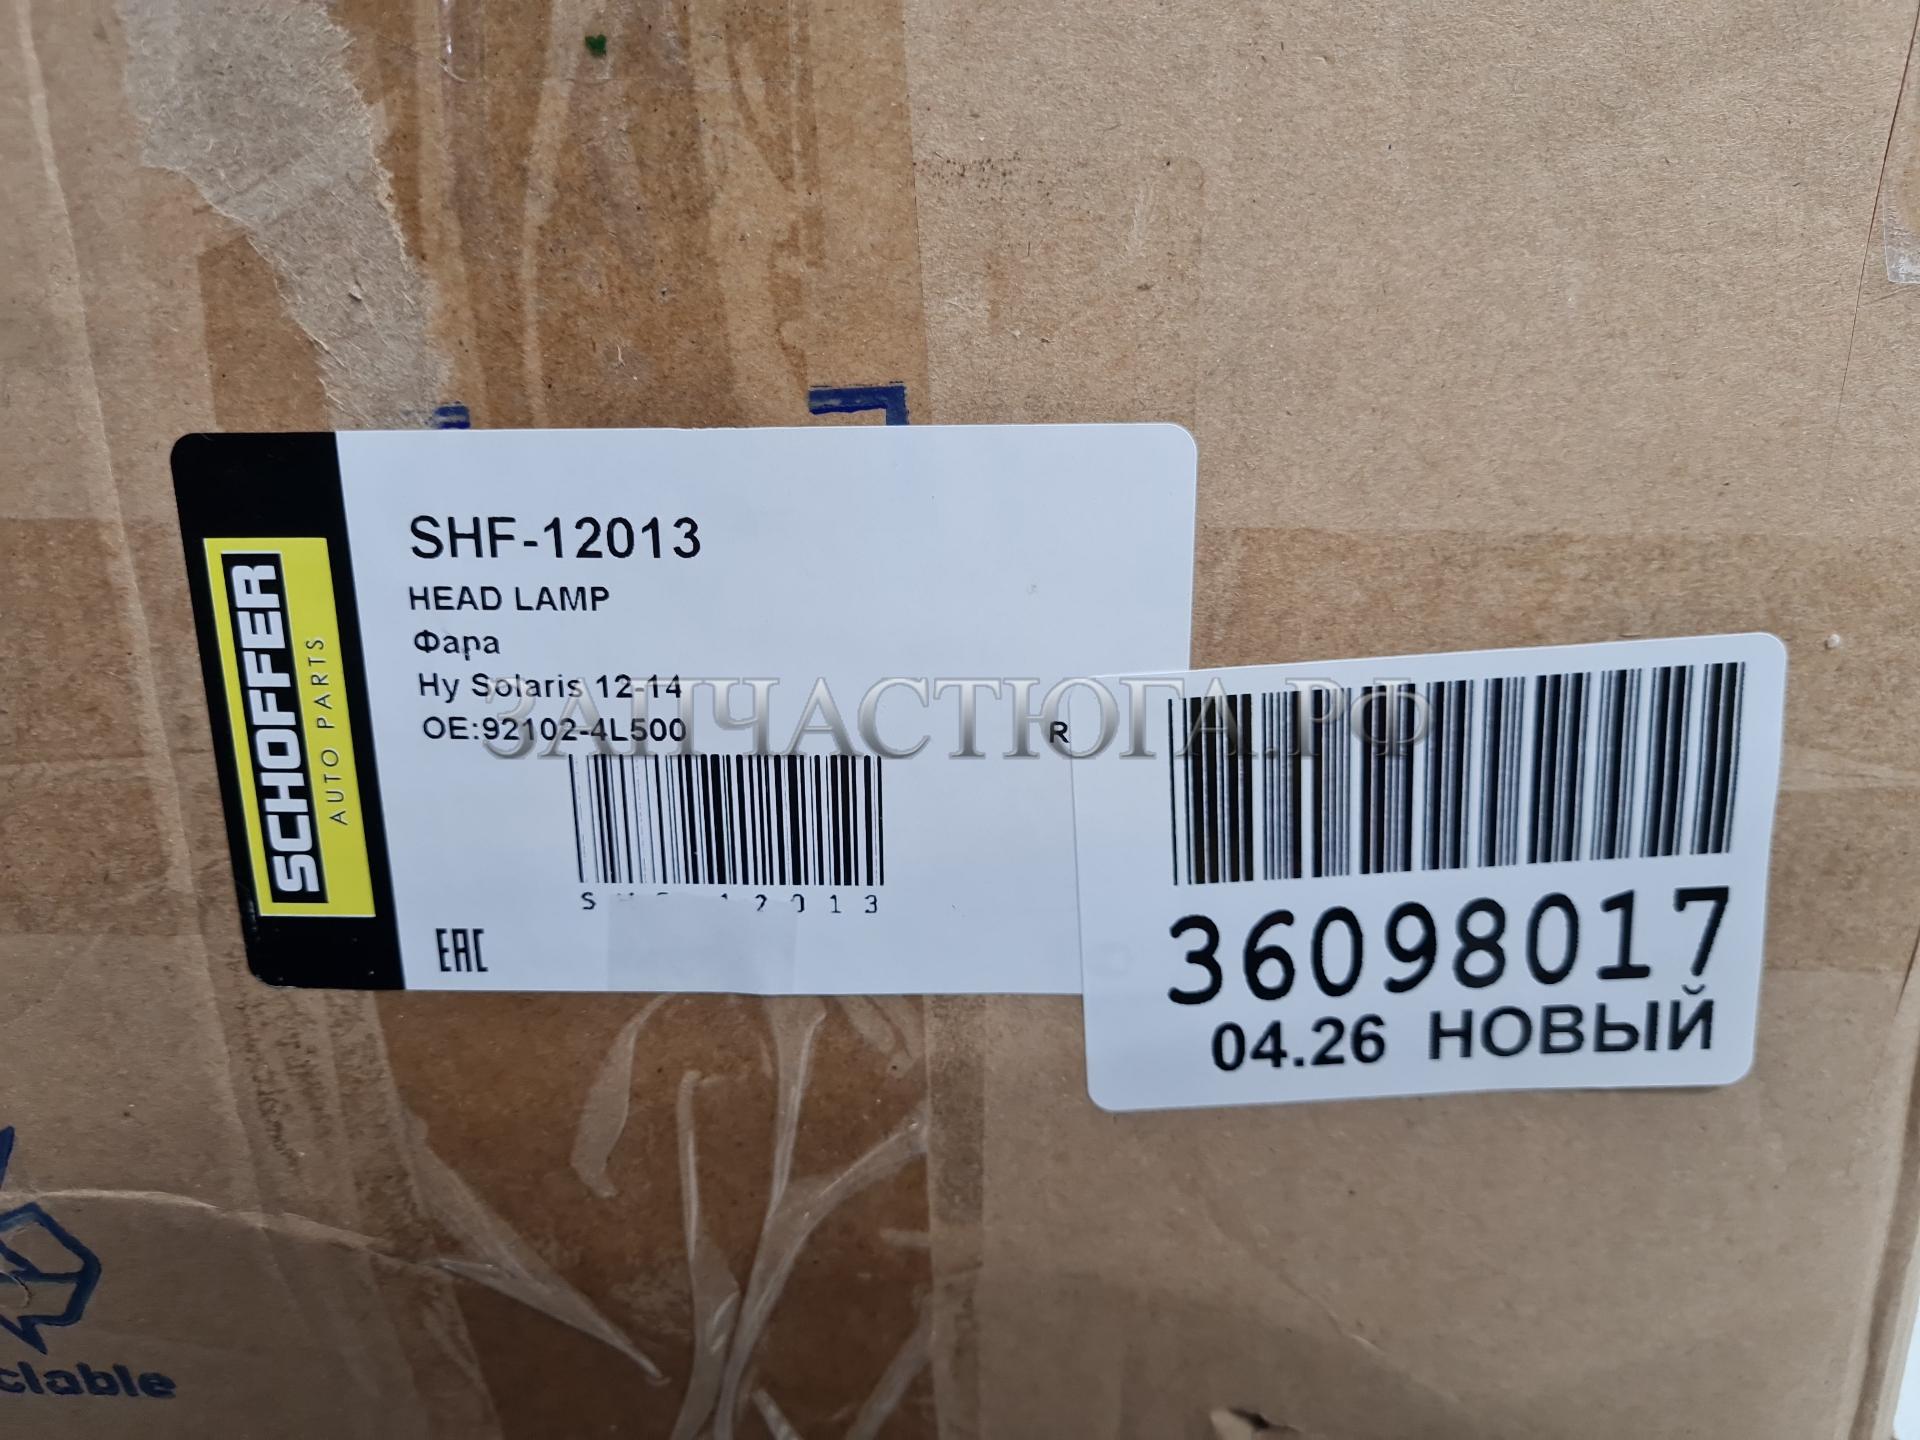 SCHOFFER
AUTO PARTS
SHF-12013
HEAD LAMP
Фара
Hy Solaris 12-14
OE:92102-4L500 R
12013
EAC
ЗАПЧАСТЮГА.РФ
36098017
04.26 НОВЫЙ
clable